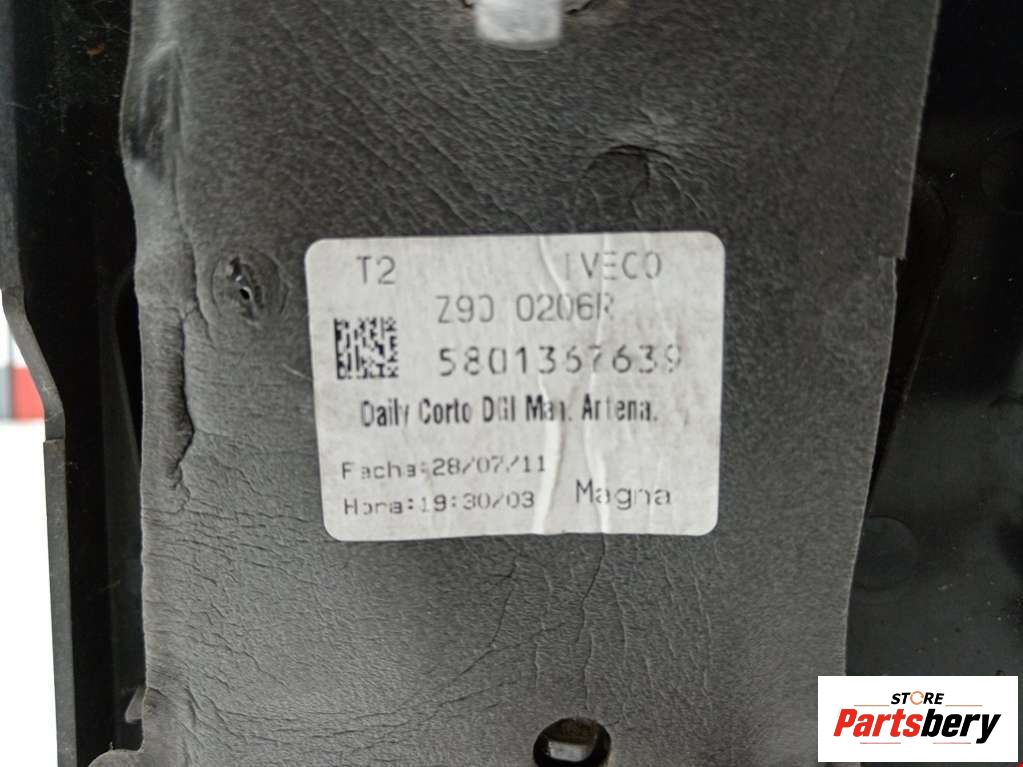 T2 IVECO
Z90 0206R
5801367639
Daily Corto DGI Man. Artena.
Facha:28/07/11
Hora:19:30/03 Magna
STORE
Partsbery